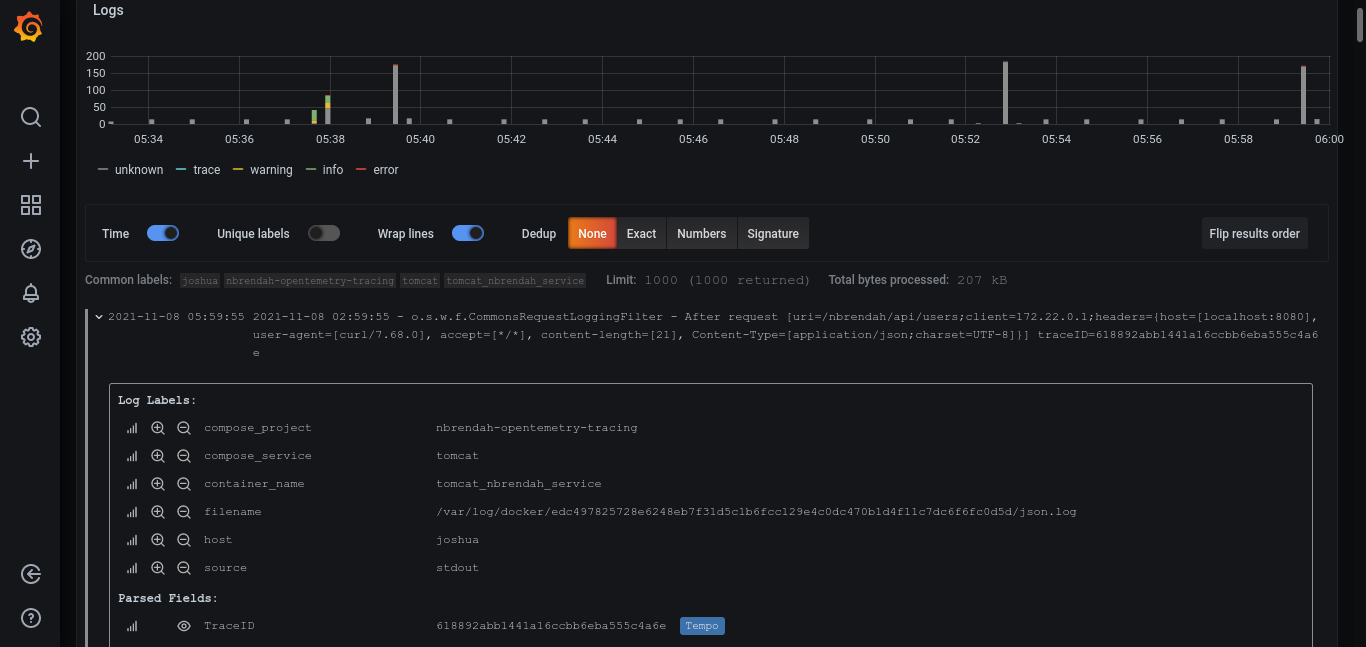 Logs
200
150
100
50
0
05:34 05:36 05:38 05:40 05:42 05:44 05:46 05:48 05:50 05:52 05:54 05:56 05:58 06:00
unknown trace warning info error
Time Unique labels Wrap lines Dedup None Exact Numbers Signature Flip results order
Common labels: joshua nbrendah-opentemetry-tracing tomcat tomcat_nbrendah_service Limit: 1000 (1000 returned) Total bytes processed: 207 kB
2021-11-08 05:59:55 2021-11-08 02:59:55 - o.s.w.f.CommonsRequestLoggingFilter - After request [uri=/nbrendah/api/users;client=172.22.0.1;headers={host=[localhost:8080],
user-agent=[curl/7.68.0], accept=[*/*], content-length=[21], Content-Type=[application/json;charset=UTF-8]}] traceID=618892abb1441a16ccbb6eba555c4a6
e
Log Labels:
compose_project nbrendah-opentemetry-tracing
compose_service tomcat
container_name tomcat_nbrendah_service
filename /var/log/docker/edc497825728e6248eb7f31d5c1b6fcc129e4c0dc470b1d4f11c7dc6f6fc0d5d/json.log
host joshua
source stdout
Parsed Fields:
TraceID 618892abb1441a16ccbb6eba555c4a6e Tempo